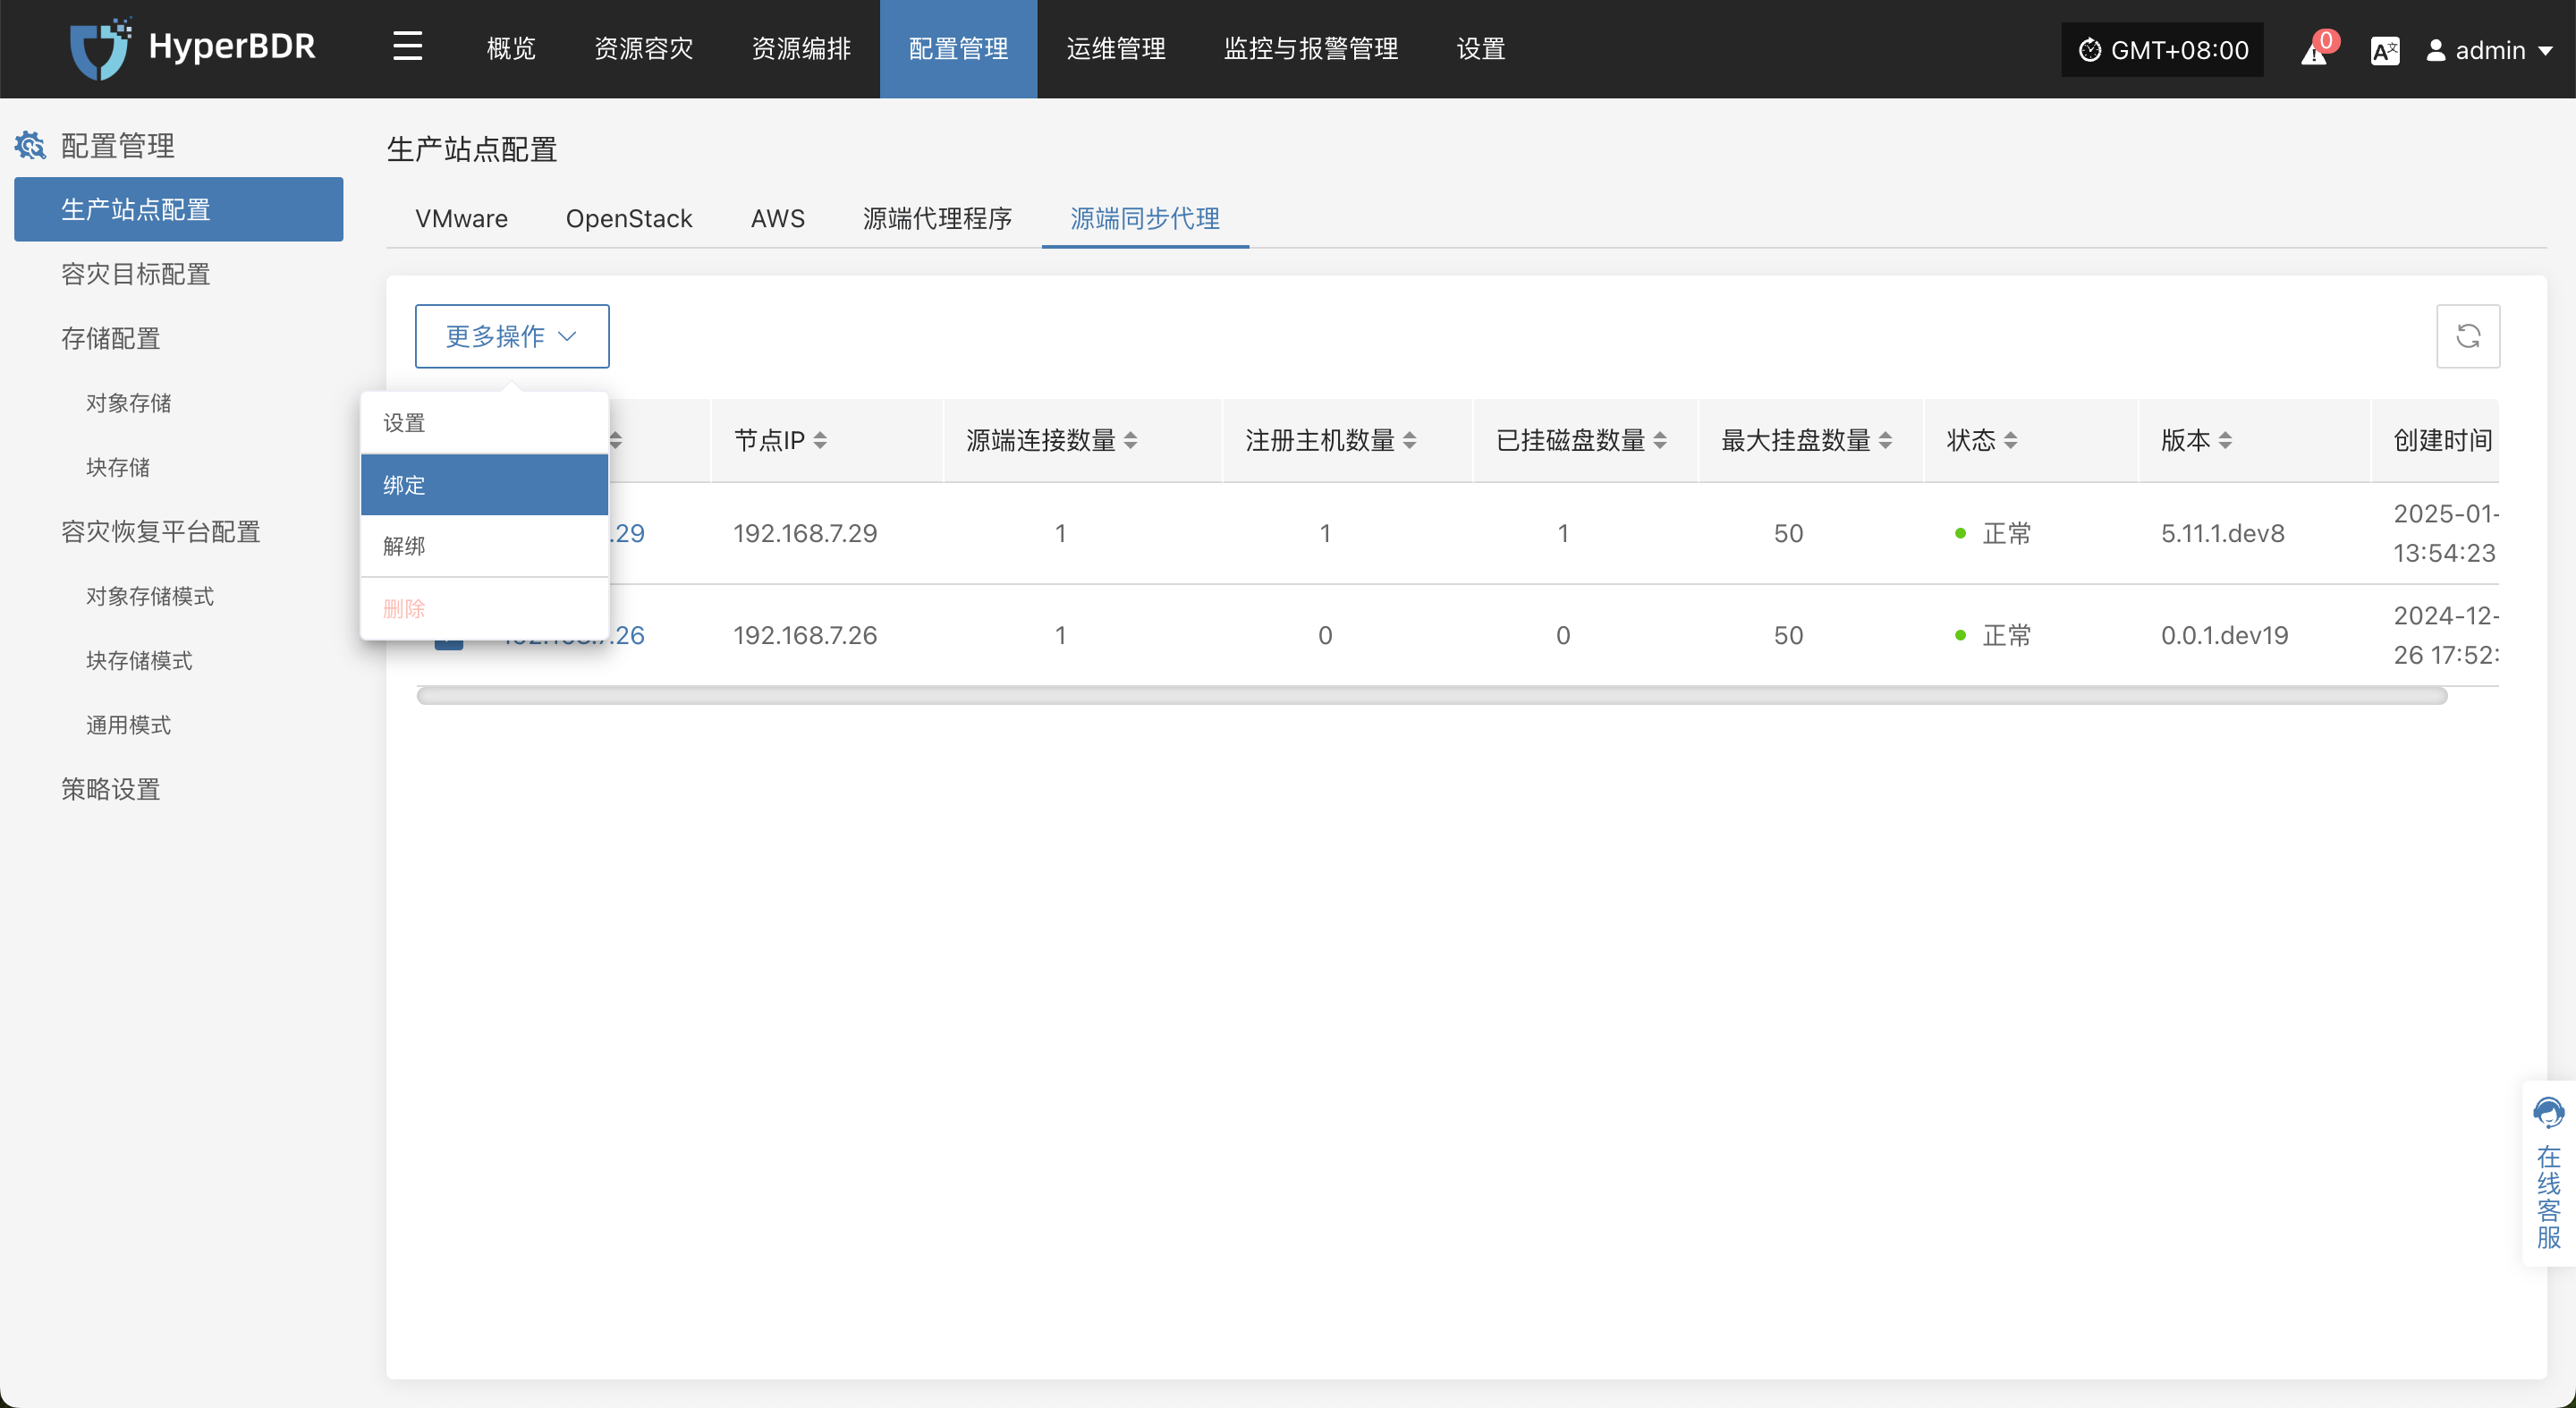 HyperBDR
概览
资源容灾
资源编排
配置管理
运维管理
监控与报警管理
设置
GMT+08:00
0
admin
配置管理
生产站点配置
容灾目标配置
存储配置
对象存储
块存储
容灾恢复平台配置
对象存储模式
块存储模式
通用模式
策略设置
生产站点配置
VMware
OpenStack
AWS
源端代理程序
源端同步代理
更多操作
设置
绑定
解绑
删除
节点IP
源端连接数量
注册主机数量
已挂磁盘数量
最大挂盘数量
状态
版本
创建时间
.29
192.168.7.29
1
1
1
50
正常
5.11.1.dev8
2025-01-
13:54:23
192.168.7.26
192.168.7.26
1
0
0
50
正常
0.0.1.dev19
2024-12-
26 17:52:
在线客服